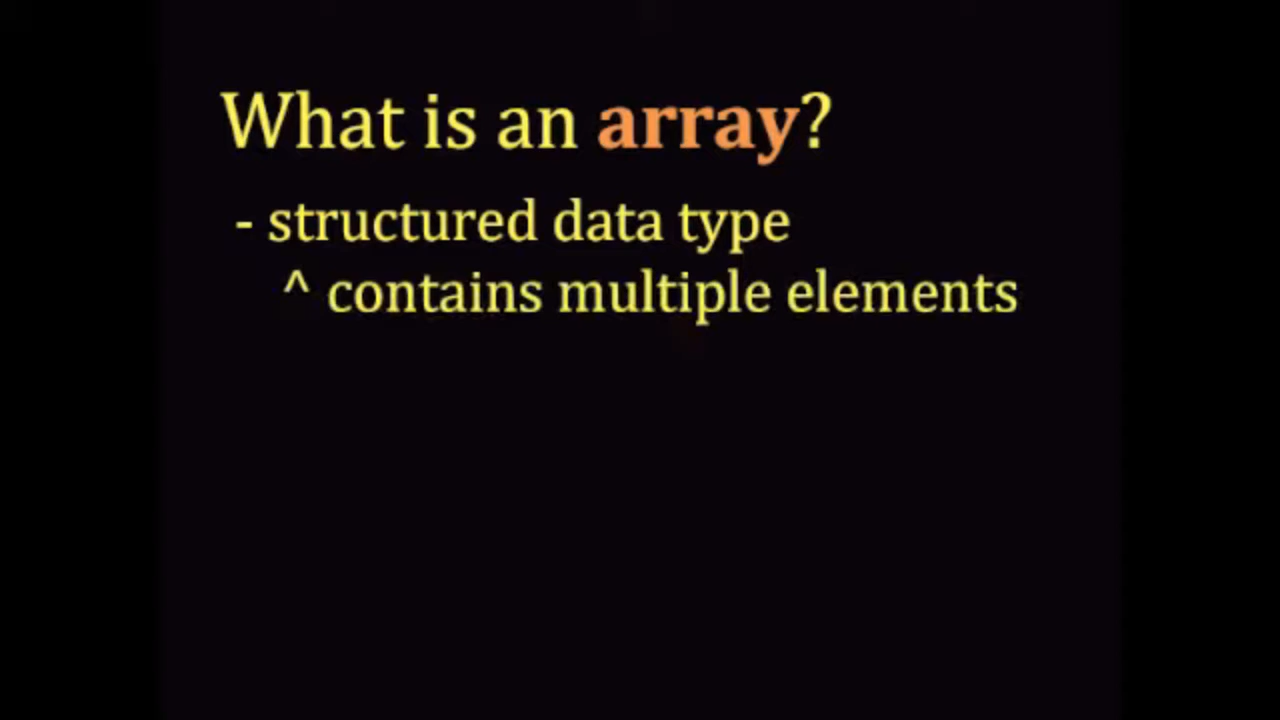 What is an array?
- structured data type
^ contains multiple elements